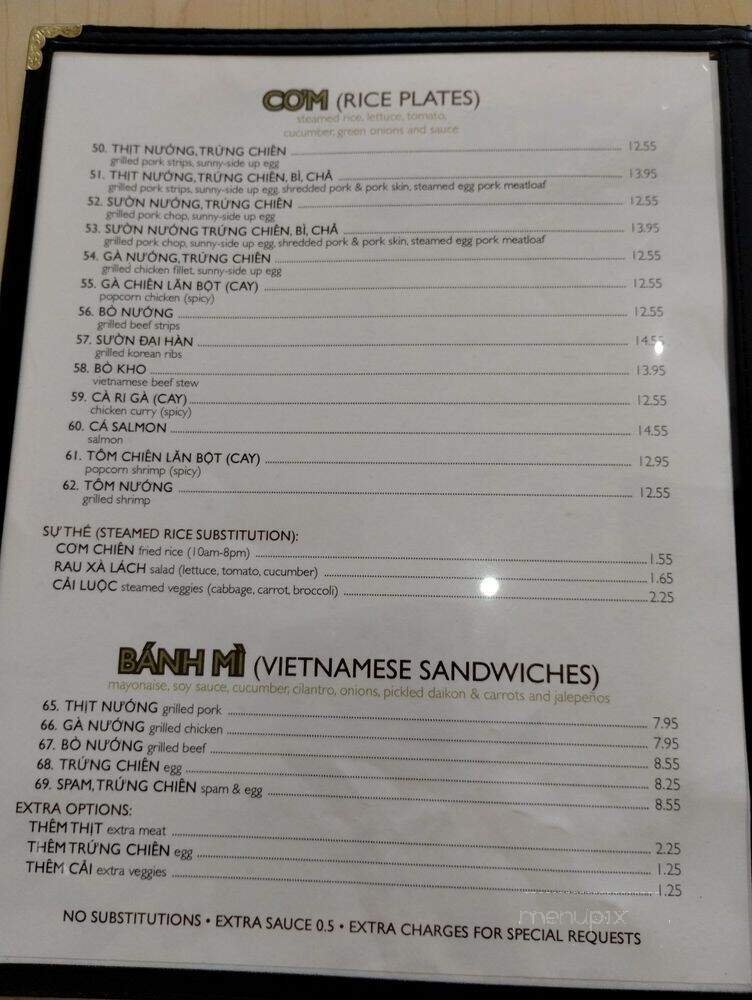 CƠM (RICE PLATES)
steamed rice, lettuce, tomato,
cucumber, green onions and sauce
50. THỊT NƯỚNG, TRỨNG CHIÊN 12.55
grilled pork strips, sunny-side up egg
51. THỊT NƯỚNG, TRỨNG CHIÊN, BÌ, CHẢ 13.95
grilled pork strips, sunny-side up egg, shredded pork & pork skin, steamed egg pork meatloaf
52. SƯỜN NƯỚNG, TRỨNG CHIÊN 12.55
grilled pork chop, sunny-side up egg
53. SƯỜN NƯỚNG TRỨNG CHIÊN, BÌ, CHẢ 13.95
grilled pork chop, sunny-side up egg, shredded pork & pork skin, steamed egg pork meatloaf
54. GÀ NƯỚNG, TRỨNG CHIÊN 12.55
grilled chicken fillet, sunny-side up egg
55. GÀ CHIÊN LĂN BỘT (CAY) 12.55
popcorn chicken (spicy)
56. BÒ NƯỚNG 12.55
grilled beef strips
57. SƯỜN ĐẠI HÀN 14.55
grilled korean ribs
58. BÒ KHO 13.95
vietnamese beef stew
59. CÀ RI GÀ (CAY) 12.55
chicken curry (spicy)
60. CÁ SALMON 14.55
salmon
61. TÔM CHIÊN LĂN BỘT (CAY) 12.95
popcorn shrimp (spicy)
62. TÔM NƯỚNG 12.55
grilled shrimp
SỰ THẾ (STEAMED RICE SUBSTITUTION):
CƠM CHIÊN fried rice (10am-8pm) 1.55
RAU XÀ LÁCH salad (lettuce, tomato, cucumber) 1.65
CẢI LUỘC steamed veggies (cabbage, carrot, broccoli) 2.25
BÁNH MÌ (VIETNAMESE SANDWICHES)
mayonaise, soy sauce, cucumber, cilantro, onions, pickled daikon & carrots and jalepeños
65. THỊT NƯỚNG grilled pork 7.95
66. GÀ NƯỚNG grilled chicken 7.95
67. BÒ NƯỚNG grilled beef 8.55
68. TRỨNG CHIÊN egg 8.25
69. SPAM, TRỨNG CHIÊN spam & egg 8.55
EXTRA OPTIONS:
THÊM THỊT extra meat 2.25
THÊM TRỨNG CHIÊN egg 1.25
THÊM CẢI extra veggies 1.25
menupix
NO SUBSTITUTIONS • EXTRA SAUCE 0.5 • EXTRA CHARGES FOR SPECIAL REQUESTS